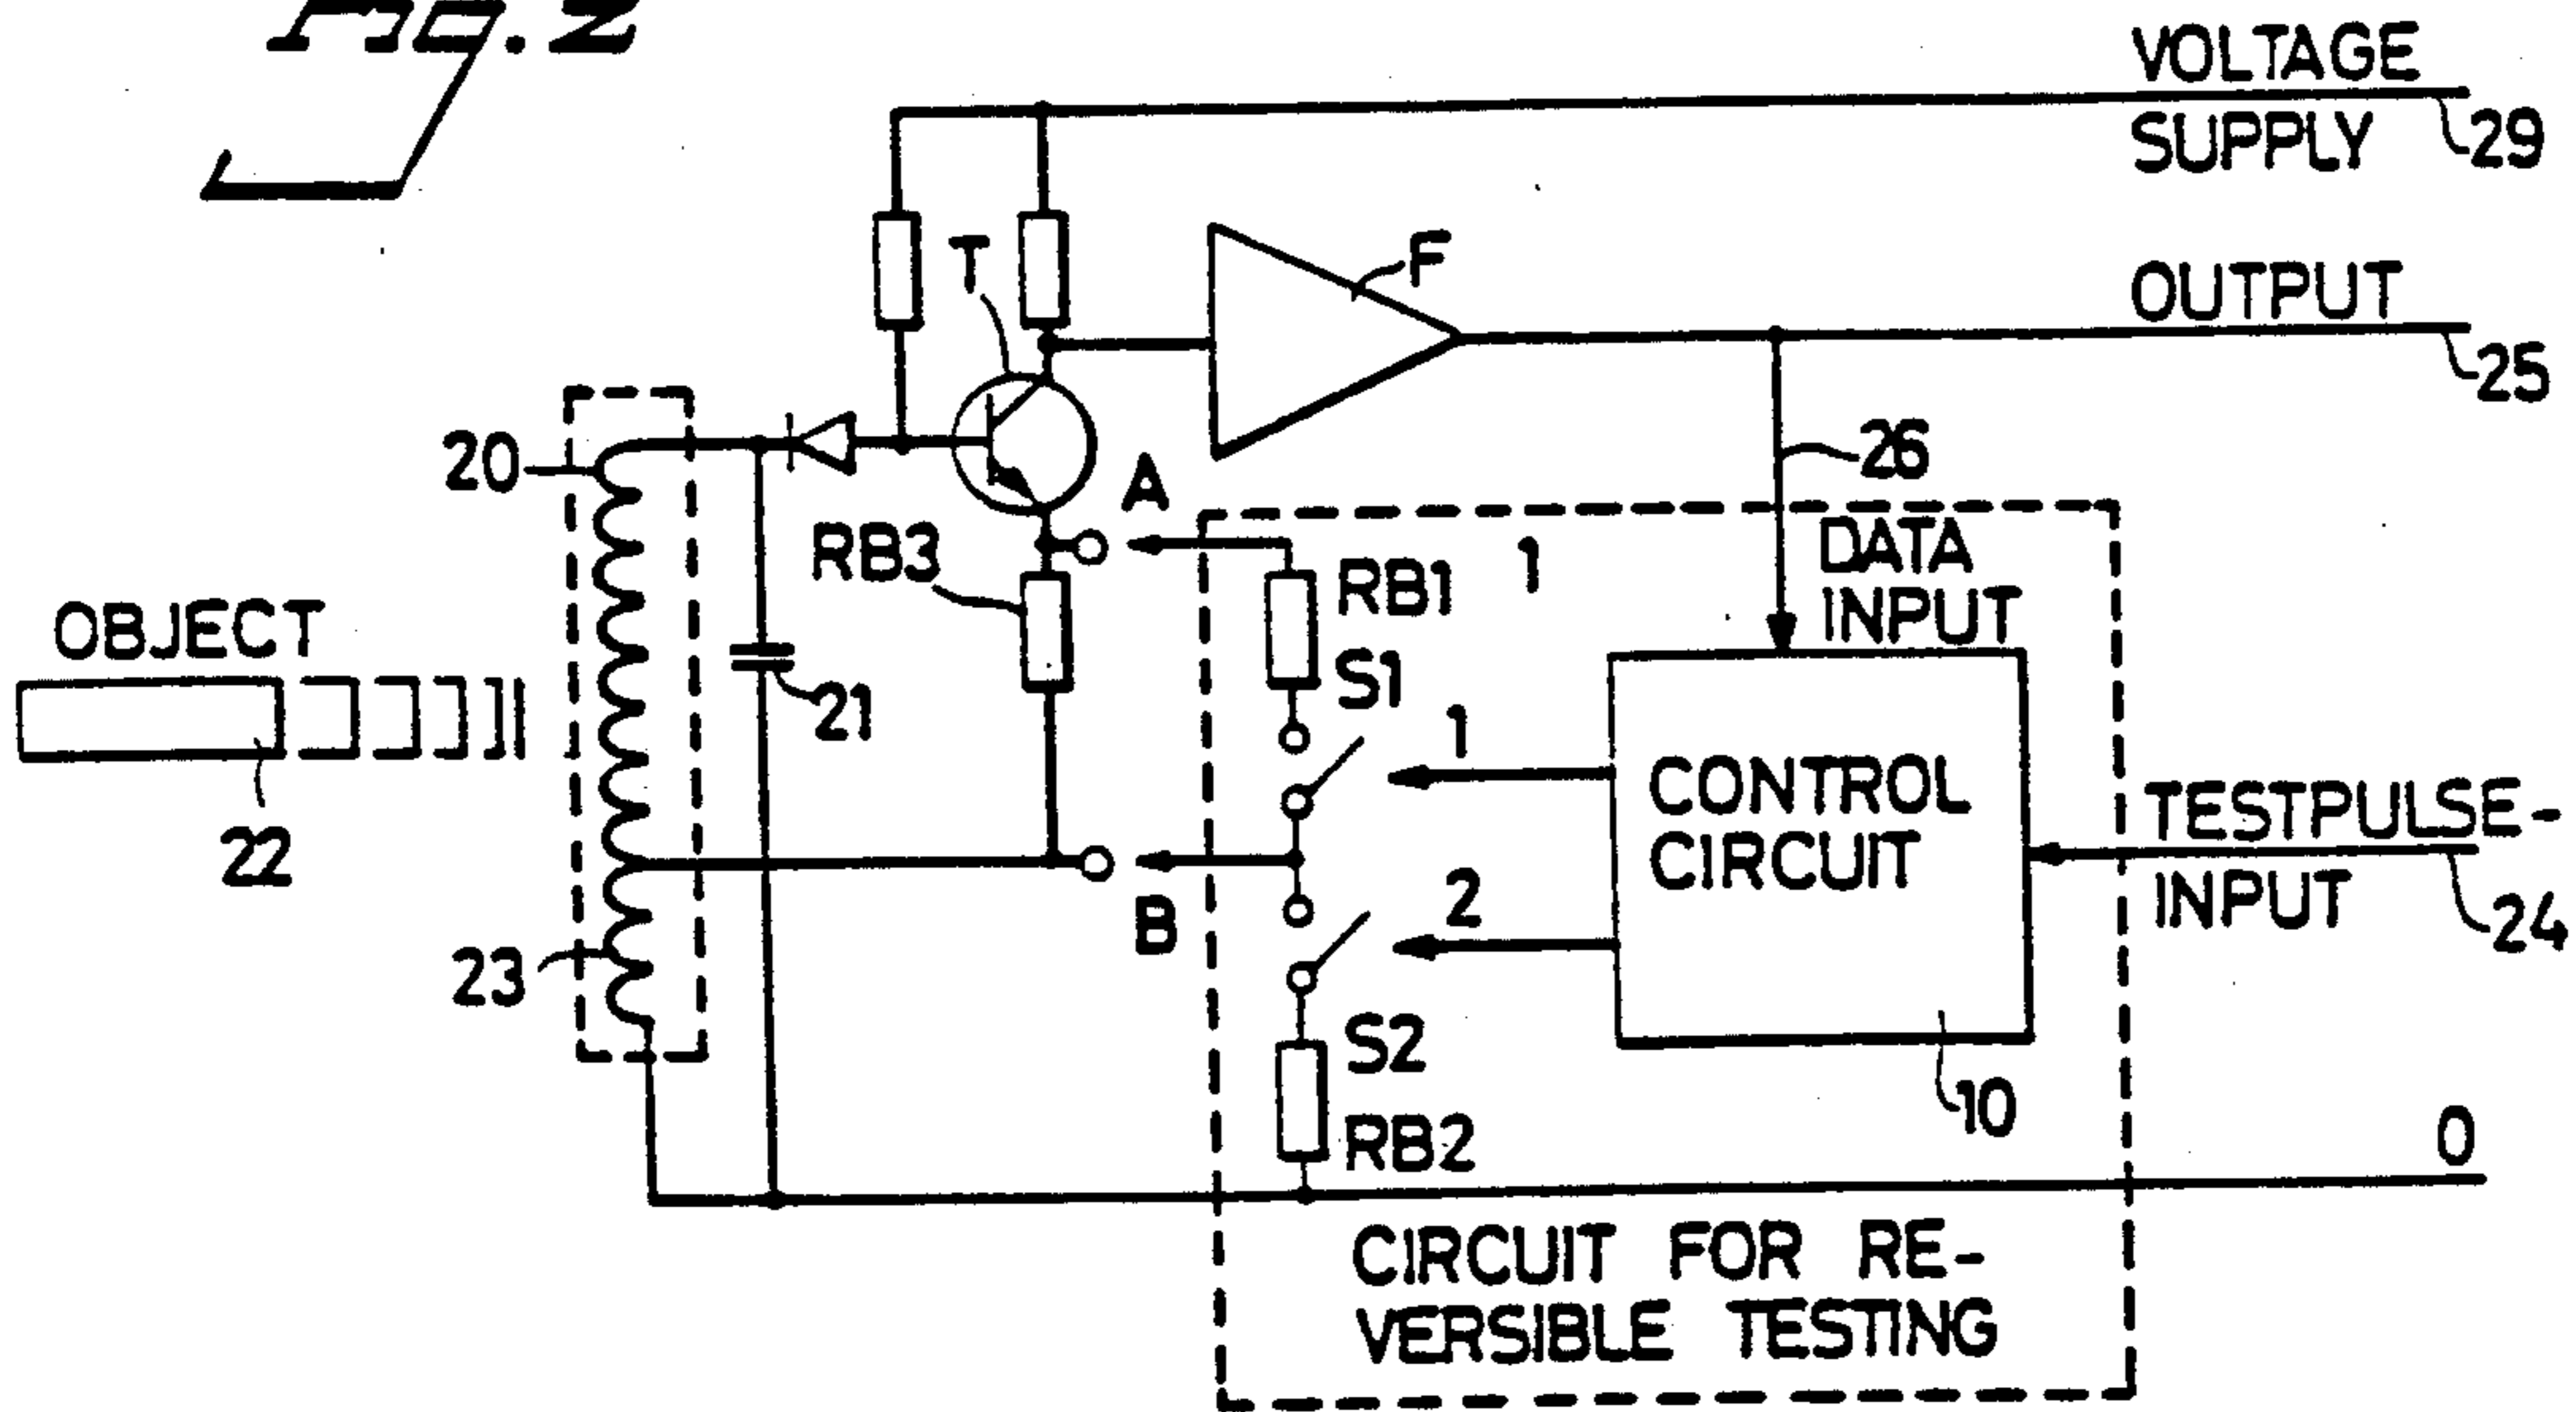 FIG. 2
VOLTAGE
SUPPLY
29
T
F
OUTPUT
25
20
26
A
RB3
1
DATA
INPUT
RB1
OBJECT
S1
21
1
CONTROL
CIRCUIT
TESTPULSE-
INPUT
22
B
2
24
23
S2
10
RB2
0
CIRCUIT FOR RE-
VERSIBLE TESTING